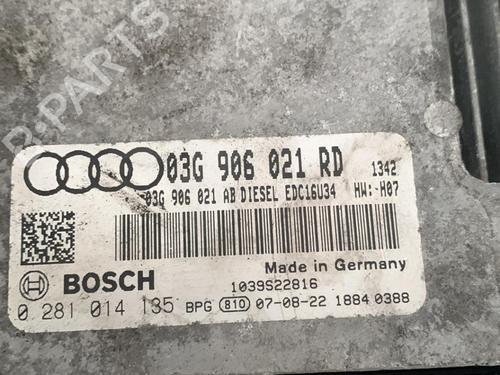 03G 906 021 RD 1342
03G 906 021 AB DIESEL EDC16U34 HW:-H07
BOSCH
Made in Germany
1039S22816
0 281 014 135 BPG 810 07-08-22 1884 0388
B-PARTS